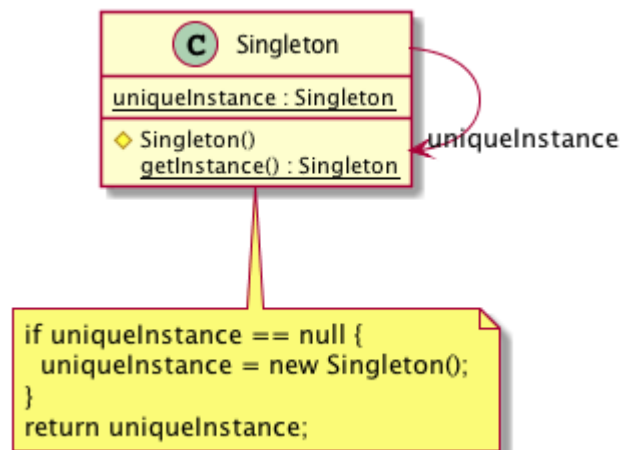 C Singleton
uniqueInstance : Singleton
Singleton()
getInstance() : Singleton
uniqueInstance
if uniqueInstance == null {
uniqueInstance = new Singleton();
}
return uniqueInstance;